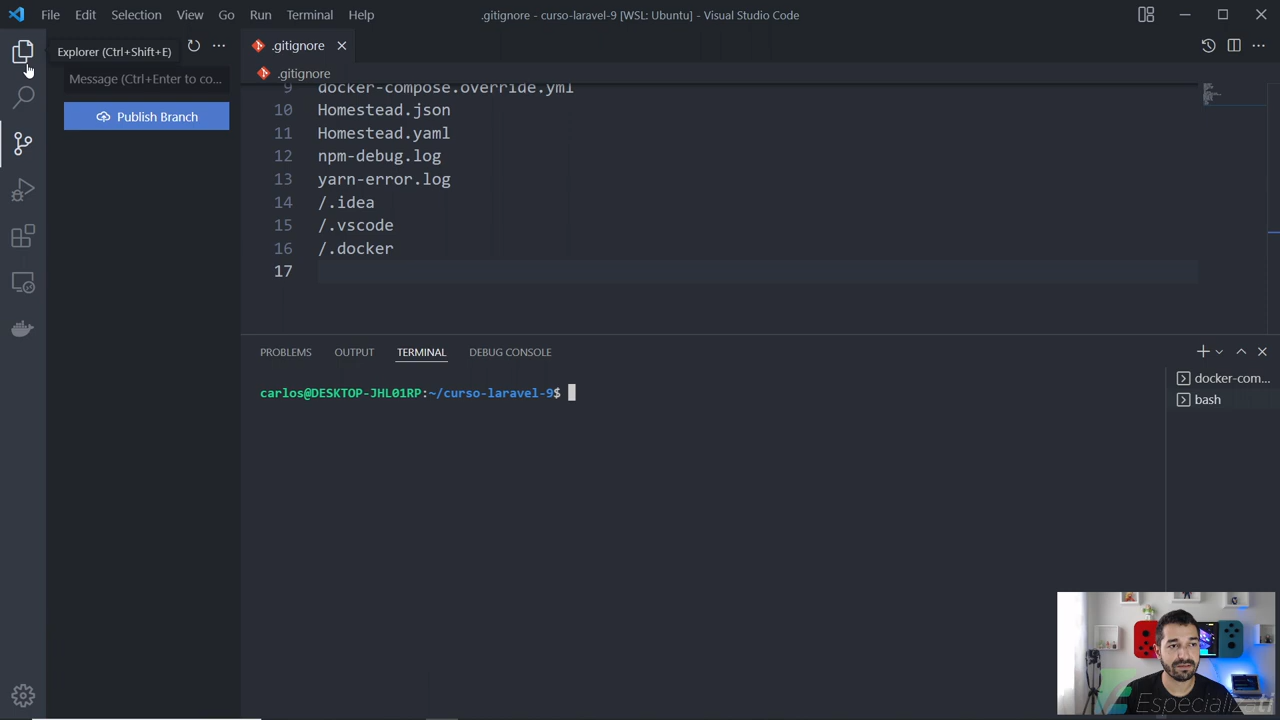 File Edit Selection View Go Run Terminal Help
.gitignore - curso-laravel-9 [WSL: Ubuntu] - Visual Studio Code
Explorer (Ctrl+Shift+E)
.gitignore
.gitignore
Message (Ctrl+Enter to co...
Publish Branch
9 docker-compose.override.yml
10 Homestead.json
11 Homestead.yaml
12 npm-debug.log
13 yarn-error.log
14 /.idea
15 /.vscode
16 /.docker
17
PROBLEMS OUTPUT TERMINAL DEBUG CONSOLE
carlos@DESKTOP-JHL01RP:~/curso-laravel-9$
docker-com...
bash
Especializati